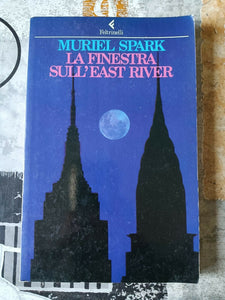 Feltrinelli
MURIEL SPARK
LA FINESTRA
SULL'EAST RIVER